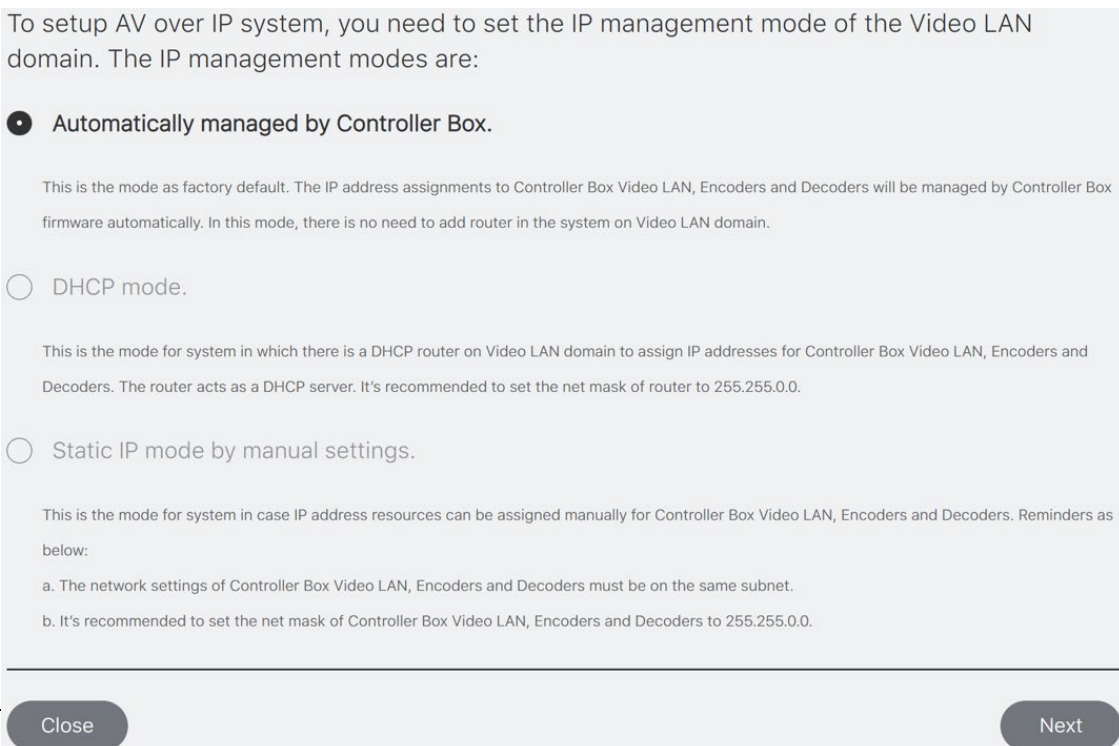 To setup AV over IP system, you need to set the IP management mode of the Video LAN
domain. The IP management modes are:
Automatically managed by Controller Box.
This is the mode as factory default. The IP address assignments to Controller Box Video LAN, Encoders and Decoders will be managed by Controller Box
firmware automatically. In this mode, there is no need to add router in the system on Video LAN domain.
DHCP mode.
This is the mode for system in which there is a DHCP router on Video LAN domain to assign IP addresses for Controller Box Video LAN, Encoders and
Decoders. The router acts as a DHCP server. It's recommended to set the net mask of router to 255.255.0.0.
Static IP mode by manual settings.
This is the mode for system in case IP address resources can be assigned manually for Controller Box Video LAN, Encoders and Decoders. Reminders as
below:
a. The network settings of Controller Box Video LAN, Encoders and Decoders must be on the same subnet.
b. It's recommended to set the net mask of Controller Box Video LAN, Encoders and Decoders to 255.255.0.0.
Close
Next